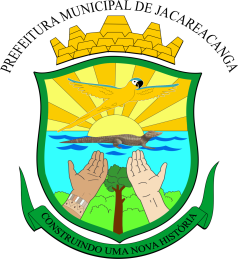 PREFEITURA MUNICIPAL DE JACAREACANGA
CONSTRUINDO UMA NOVA HISTÓRIA